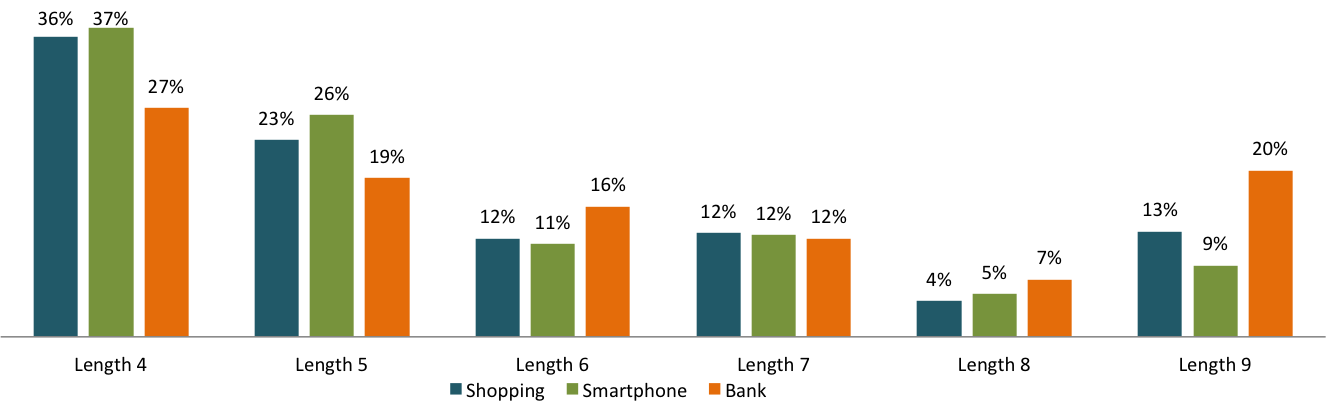 36% 37%
27%
23% 26% 19%
12% 11% 16%
12% 12% 12%
4% 5% 7%
13% 9% 20%
Length 4 Length 5 Length 6 Length 7 Length 8 Length 9
Shopping Smartphone Bank